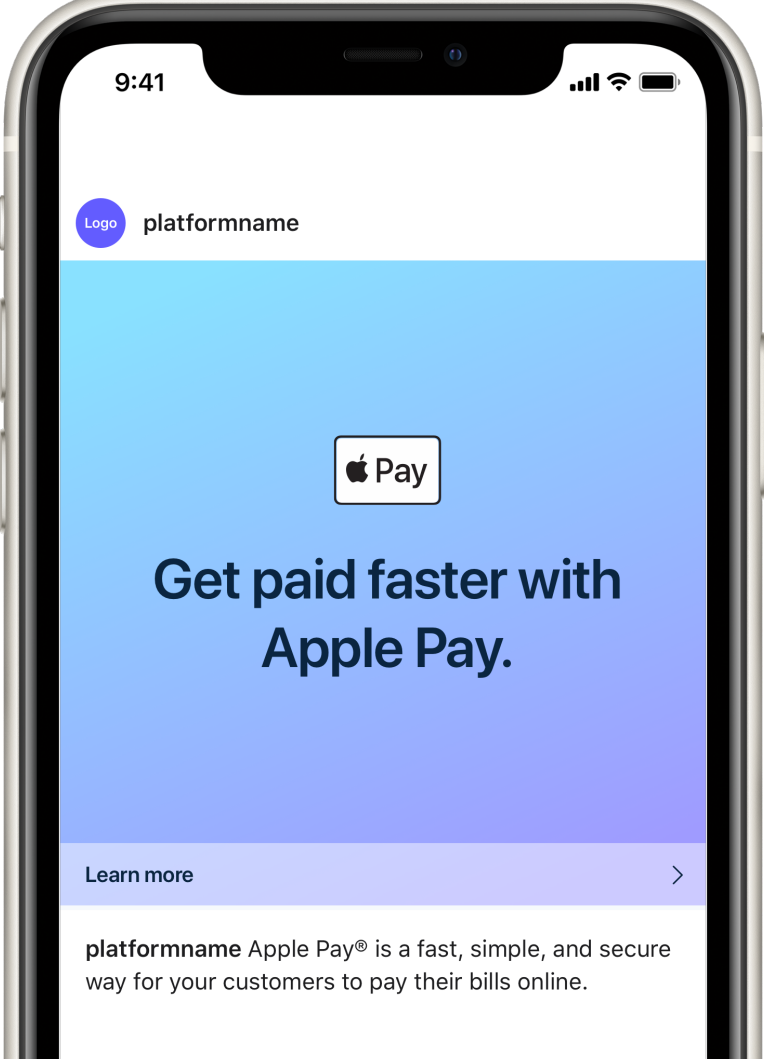 9:41
Logo
platformname
Pay
Get paid faster with
Apple Pay.
Learn more
platformname Apple Pay® is a fast, simple, and secure
way for your customers to pay their bills online.